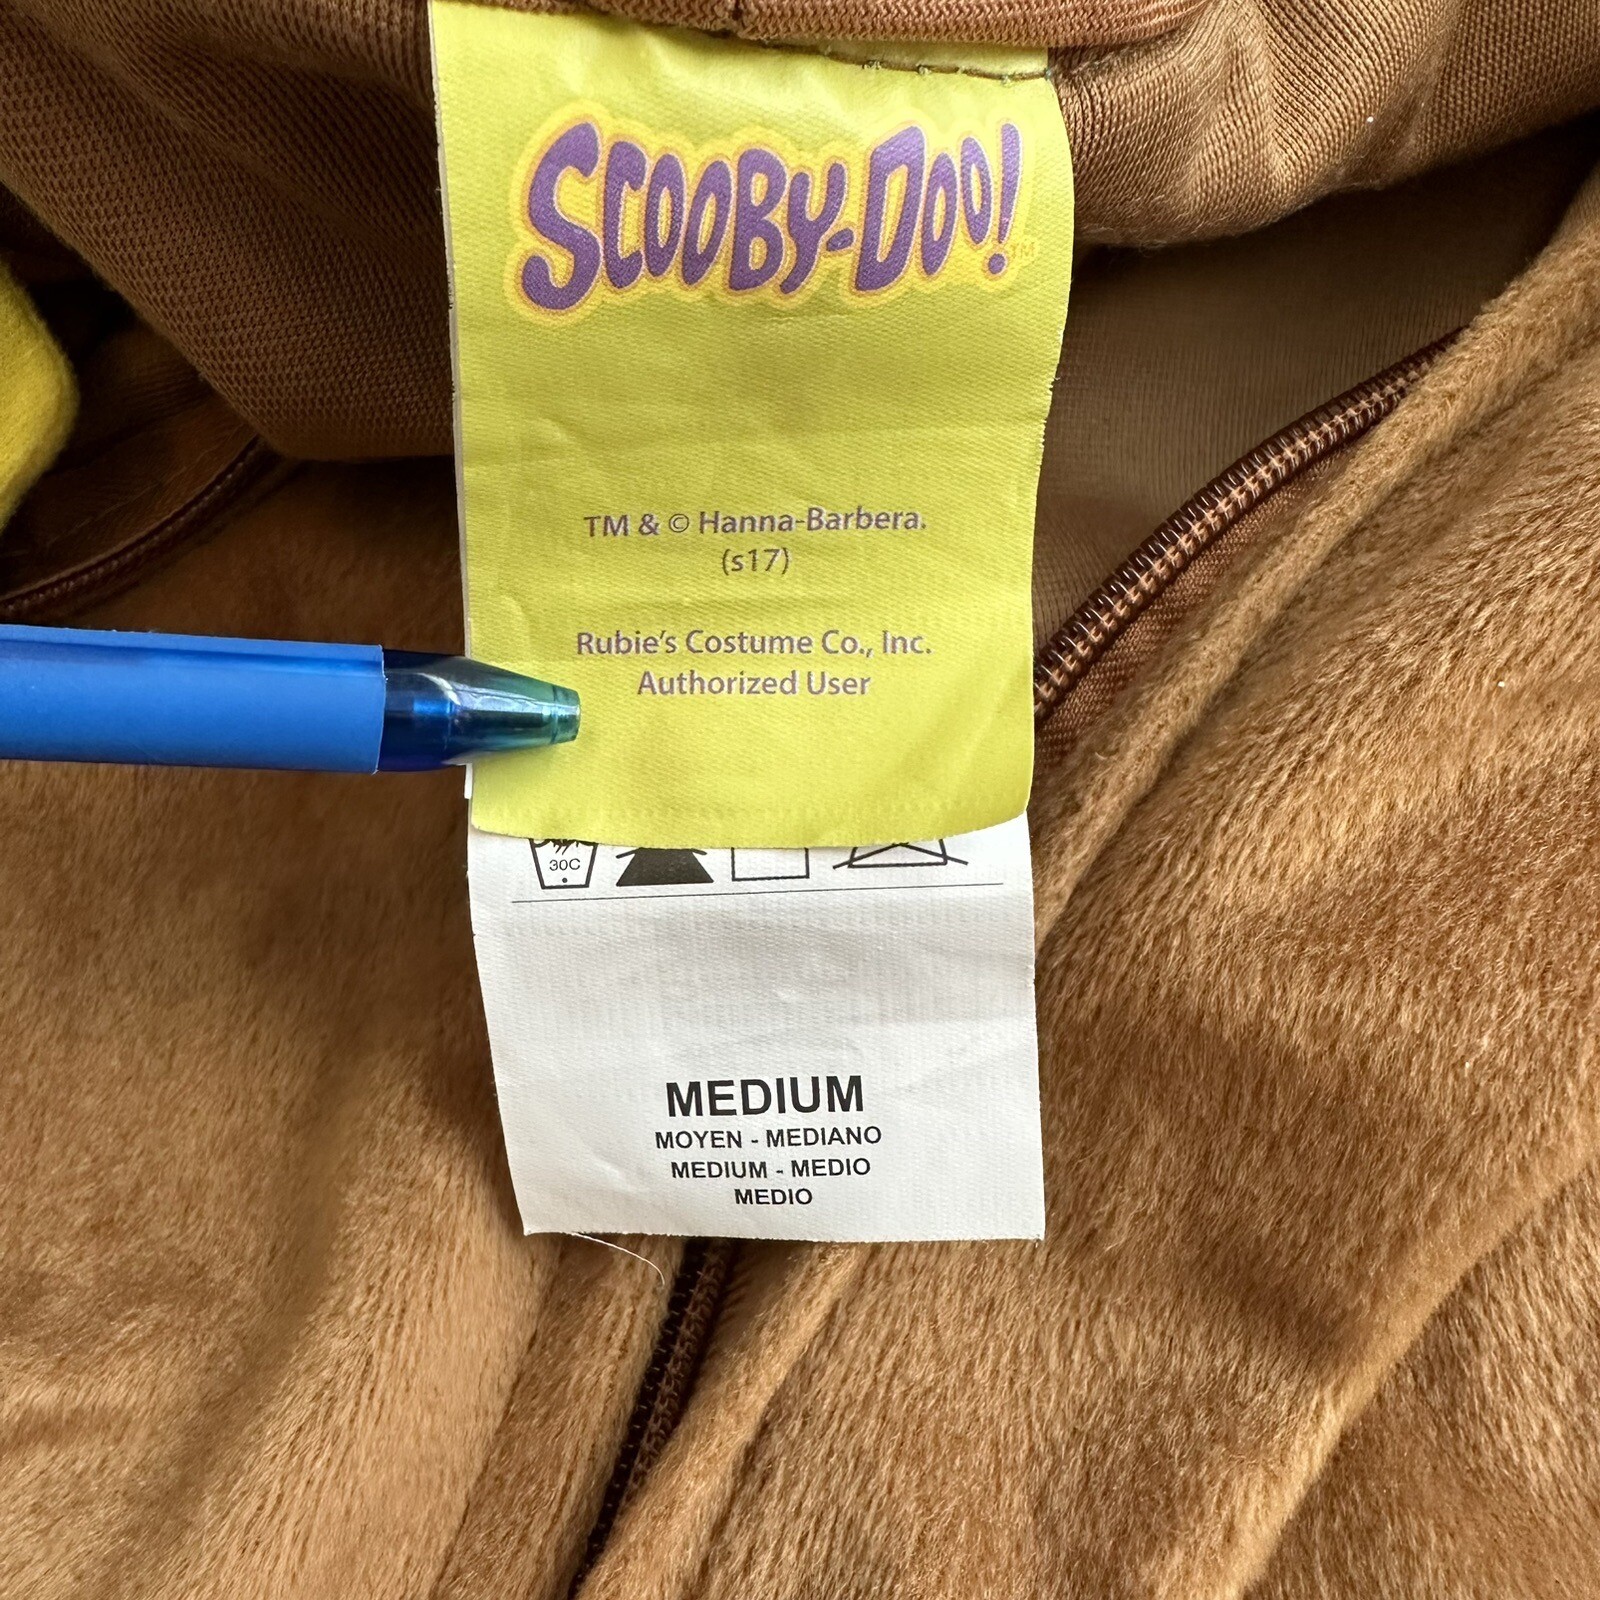 SCOOBY-DOO!™
TM & © Hanna-Barbera.
(s17)
Rubie's Costume Co., Inc.
Authorized User
30C
MEDIUM
MOYEN - MEDIANO
MEDIUM - MEDIO
MEDIO